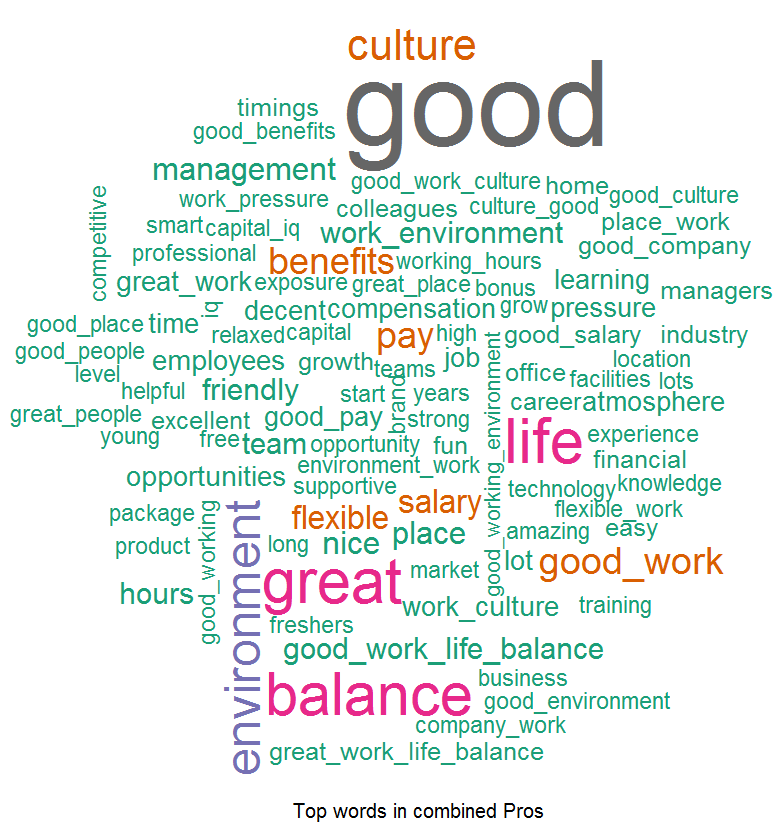 culture
good
timings
good_benefits
management
good_work_culture
home
work_pressure
good_culture
colleagues
culture_good
competitive
smart
capital_iq
place_work
work_environment
good_company
professional
benefits
working_hours
great_work
exposure
great_place
bonus
learning
managers
iq
decent
compensation
grow
pressure
good_place
time
relaxed
capital
pay
high
good_salary
industry
good_people
employees
growth
teams
job
location
level
office
facilities
lots
helpful
friendly
start
brand
years
good_working_environment
career
atmosphere
great_people
excellent
good_pay
strong
young
free
team
opportunity
fun
life
experience
environment_work
financial
opportunities
supportive
technology
knowledge
package
good_working
environment
flexible
salary
flexible_work
product
long
nice
place
amazing
easy
lot
good_work
hours
great
market
work_culture
training
freshers
good_work_life_balance
balance
business
good_environment
company_work
great_work_life_balance
Top words in combined Pros